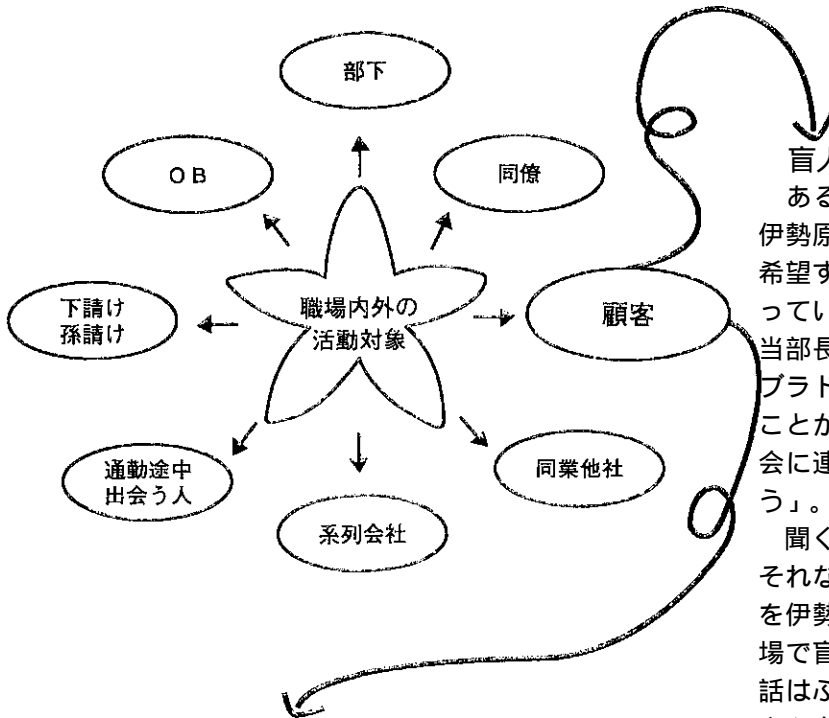 部下
OB
同僚
下請け
孫請け
職場内外の
活動対象
顧客
通勤途中
出会う人
系列会社
同業他社
盲人
ある
伊勢原
希望す
ってい
当部長
ブラト
ことか
会に連
う」。
聞く
それな
を伊勢
場で盲
話はふ